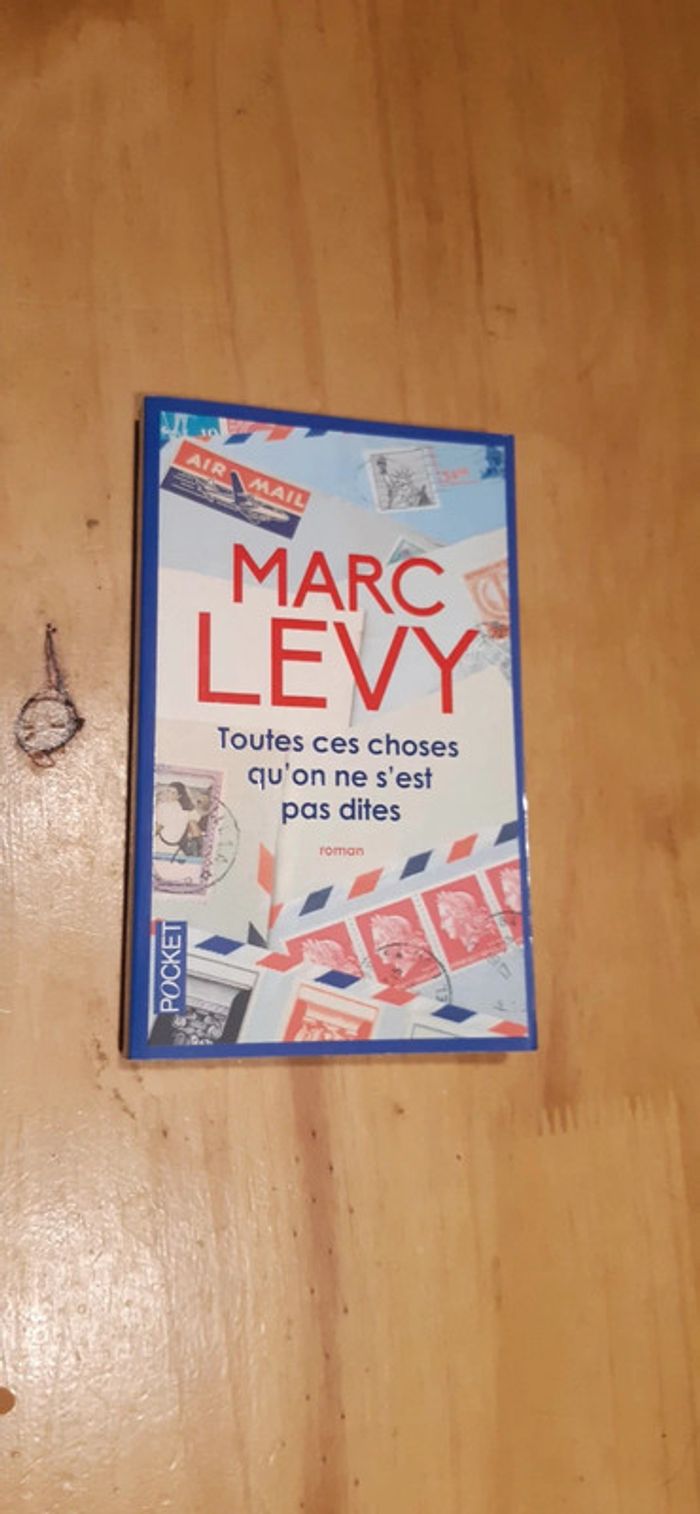 AIR MAIL
MARC
LEVY
Toutes ces choses
qu'on ne s'est
pas dites
roman
POCKET